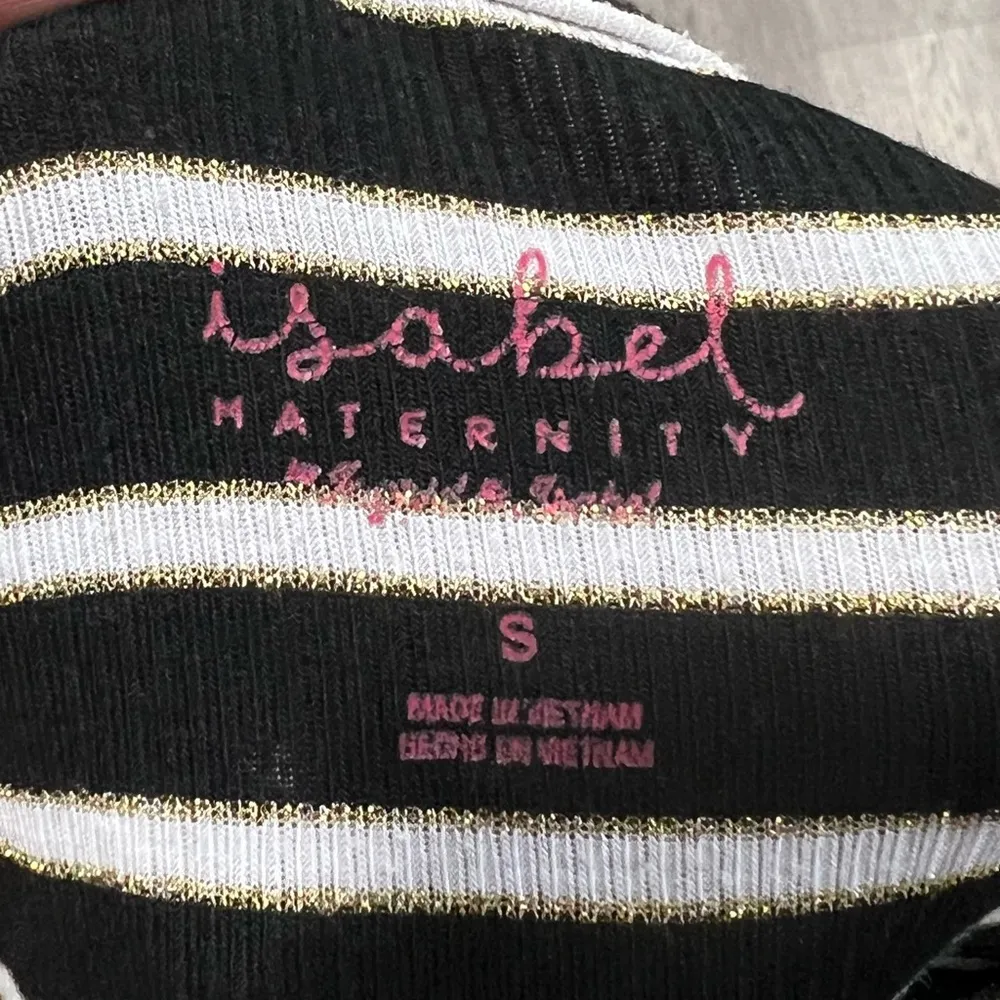 isabel
MATERNITY
S
MADE IN VIETNAM
HECHO EN VIETNAM